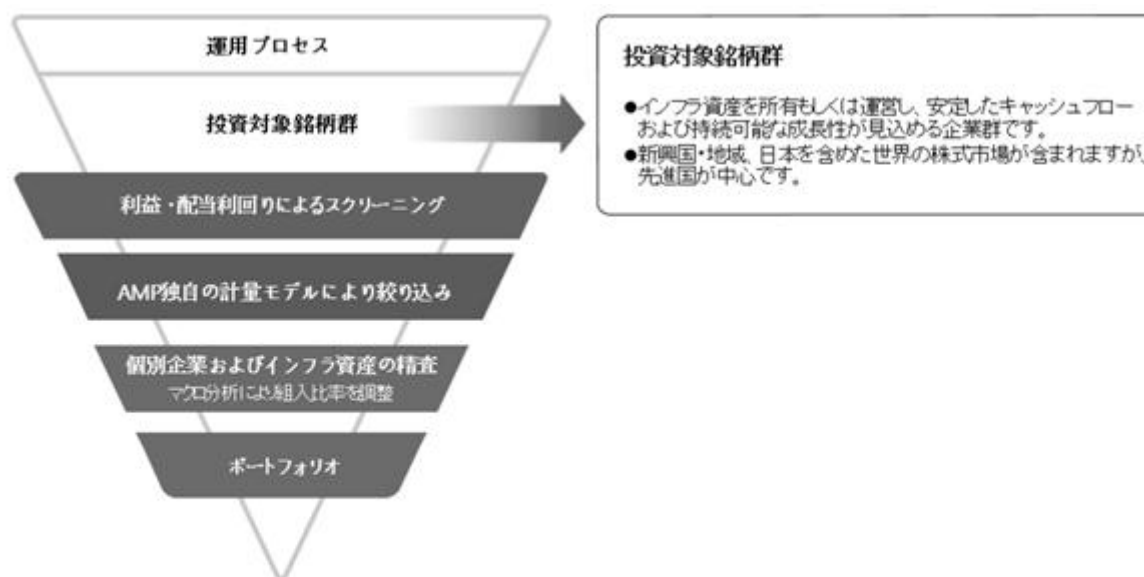 運用プロセス
投資対象銘柄群
利益・配当利回りによるスクリーニング
AMP独自の計量モデルにより絞り込み
個別企業およびインフラ資産の精査
マクロ分析により組入比率を調整
ポートフォリオ
投資対象銘柄群
●インフラ資産を所有もしくは運営し、安定したキャッシュフロー
および持続可能な成長性が見込める企業群です。
●新興国・地域、日本を含めた世界の株式市場が含まれますが、
先進国が中心です。